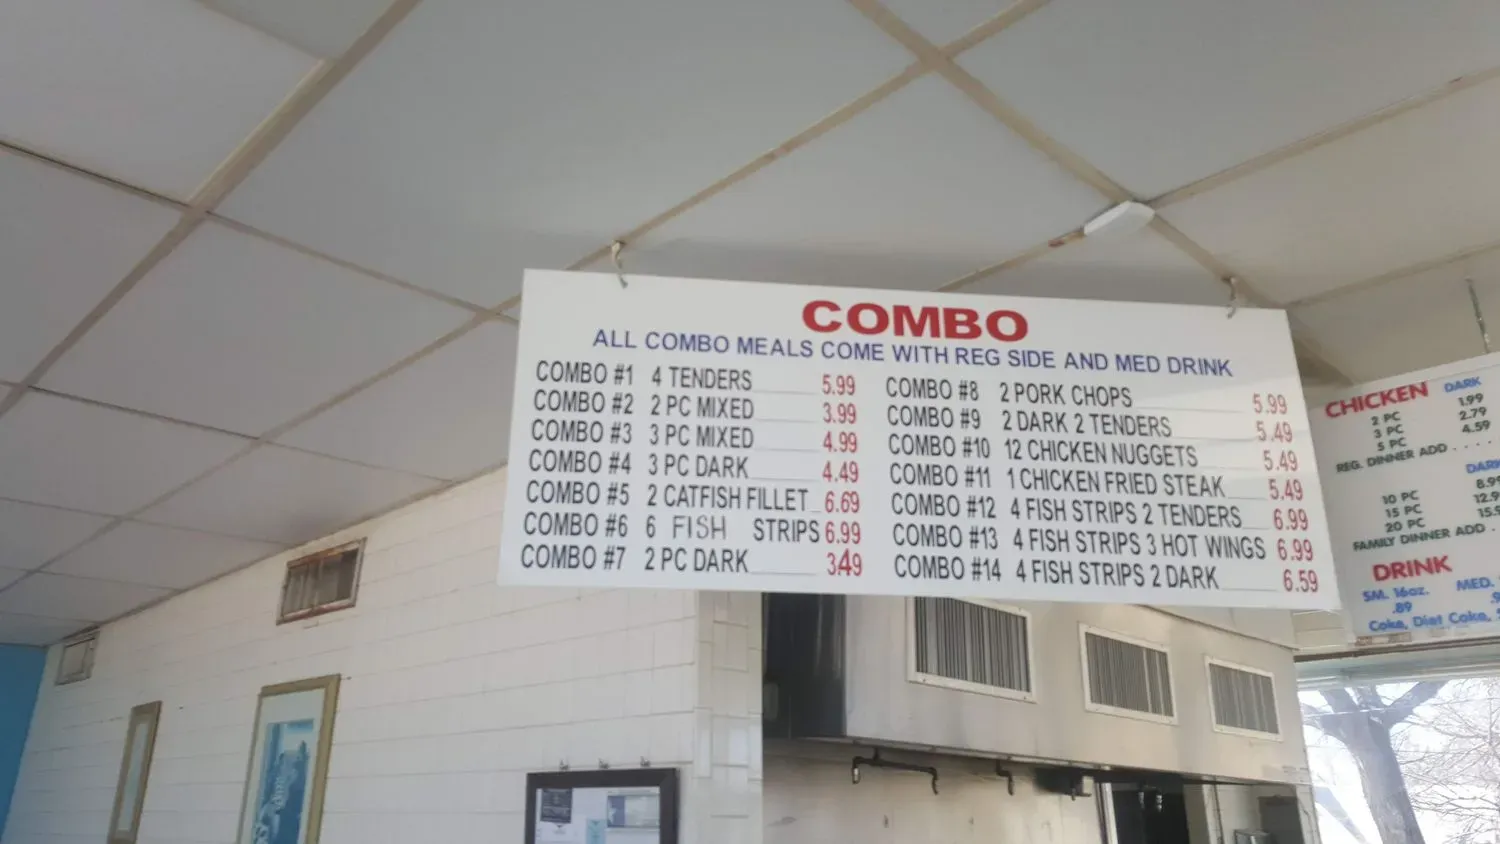 COMBO
ALL COMBO MEALS COME WITH REG SIDE AND MED DRINK
COMBO #1 4 TENDERS 5.99
COMBO #2 2 PC MIXED 3.99
COMBO #3 3 PC MIXED 4.99
COMBO #4 3 PC DARK 4.49
COMBO #5 2 CATFISH FILLET 6.69
COMBO #6 6 FISH STRIPS 6.99
COMBO #7 2 PC DARK 3.49
COMBO #8 2 PORK CHOPS 5.99
COMBO #9 2 DARK 2 TENDERS 5.49
COMBO #10 12 CHICKEN NUGGETS 5.49
COMBO #11 1 CHICKEN FRIED STEAK 5.49
COMBO #12 4 FISH STRIPS 2 TENDERS 6.99
COMBO #13 4 FISH STRIPS 3 HOT WINGS 6.99
COMBO #14 4 FISH STRIPS 2 DARK 6.59
CHICKEN DARK
2 PC 1.99
3 PC 2.79
5 PC 4.59
REG. DINNER ADD . . . .
DARK
10 PC 8.99
15 PC 12.9
20 PC 15.9
FAMILY DINNER ADD .
DRINK
SM. 16oz. MED.
.89
Coke, Diet Coke,